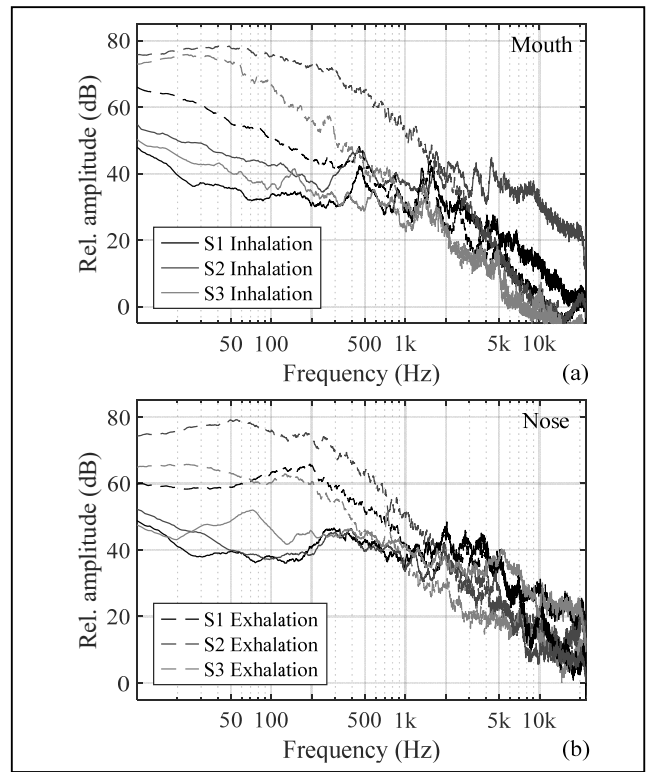 80
Mouth
60
Rel. amplitude (dB)
40
20
S1 Inhalation
S2 Inhalation
S3 Inhalation
0
50 100 500 1k 5k 10k
Frequency (Hz)
(a)
80
Nose
60
Rel. amplitude (dB)
40
20
S1 Exhalation
S2 Exhalation
S3 Exhalation
0
50 100 500 1k 5k 10k
Frequency (Hz)
(b)